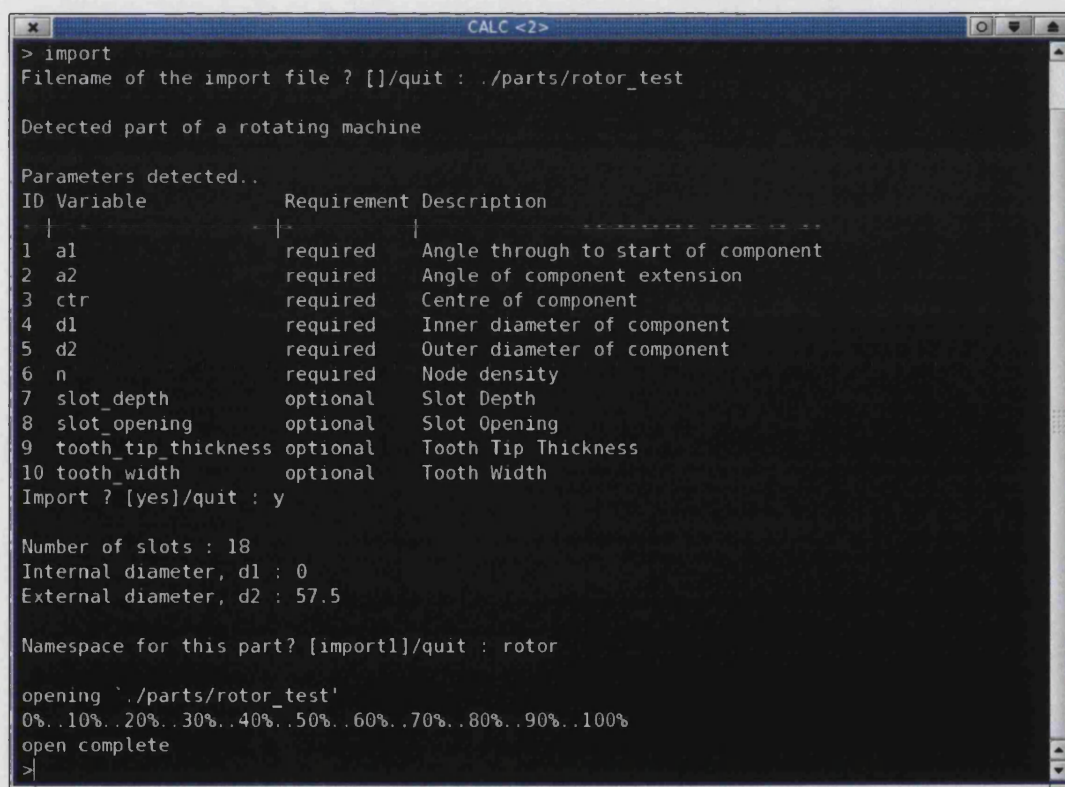 CALC <2>
> import
Filename of the import file ? []/quit : ./parts/rotor_test
Detected part of a rotating machine
Parameters detected..
ID Variable Requirement Description
1 a1 required Angle through to start of component
2 a2 required Angle of component extension
3 ctr required Centre of component
4 d1 required Inner diameter of component
5 d2 required Outer diameter of component
6 n required Node density
7 slot_depth optional Slot Depth
8 slot_opening optional Slot Opening
9 tooth_tip_thickness optional Tooth Tip Thickness
10 tooth_width optional Tooth Width
Import ? [yes]/quit : y
Number of slots : 18
Internal diameter, d1 : 0
External diameter, d2 : 57.5
Namespace for this part? [import1]/quit : rotor
opening `./parts/rotor_test'
0%..10%..20%..30%..40%..50%..60%..70%..80%..90%..100%
open complete
>